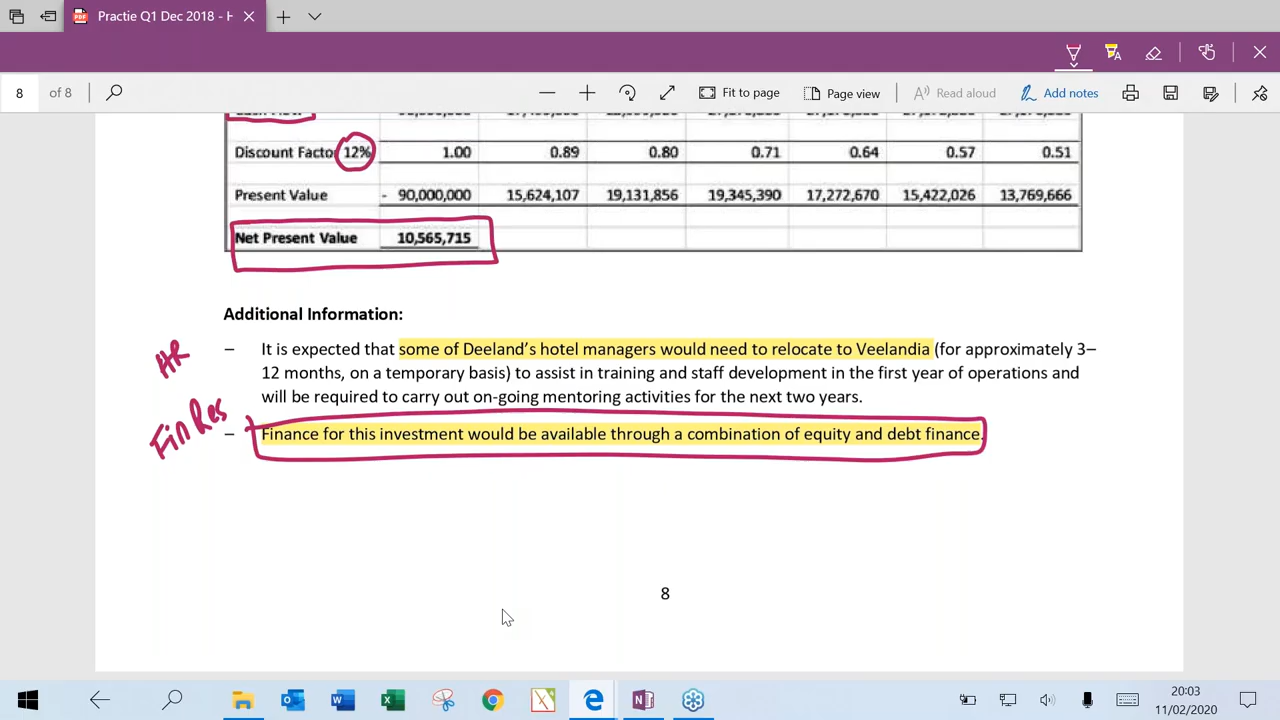 Practie Q1 Dec 2018 - H
8 of 8
Fit to page
Page view
Read aloud
Add notes
Discount Facto 12% 1.00 0.89 0.80 0.71 0.64 0.57 0.51
Present Value - 90,000,000 15,624,107 19,131,856 19,345,390 17,272,670 15,422,026 13,769,666
Net Present Value 10,565,715
Additional Information:
HR
– It is expected that some of Deeland's hotel managers would need to relocate to Veelandia (for approximately 3–
12 months, on a temporary basis) to assist in training and staff development in the first year of operations and
will be required to carry out on-going mentoring activities for the next two years.
Fin Res
– Finance for this investment would be available through a combination of equity and debt finance.
8
20:03
11/02/2020